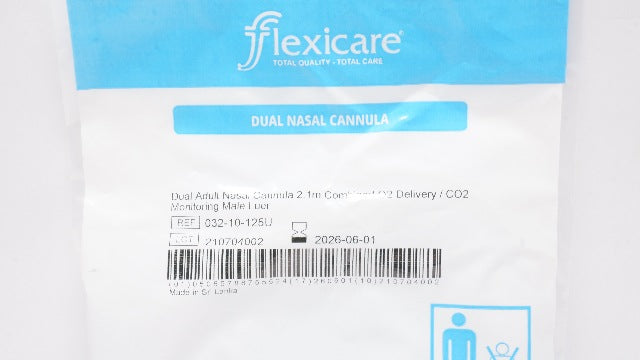 flexicare®
TOTAL QUALITY - TOTAL CARE
DUAL NASAL CANNULA
Dual Adult Nasal Cannula 2.1m Combined O2 Delivery / CO2
Monitoring Male Luer
REF 032-10-125U
LOT 210704002 2026-06-01
Made in Sri Lanka